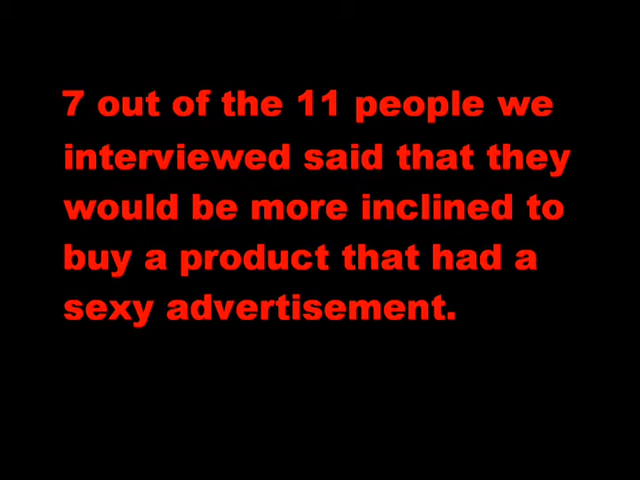 7 out of the 11 people we
interviewed said that they
would be more inclined to
buy a product that had a
sexy advertisement.